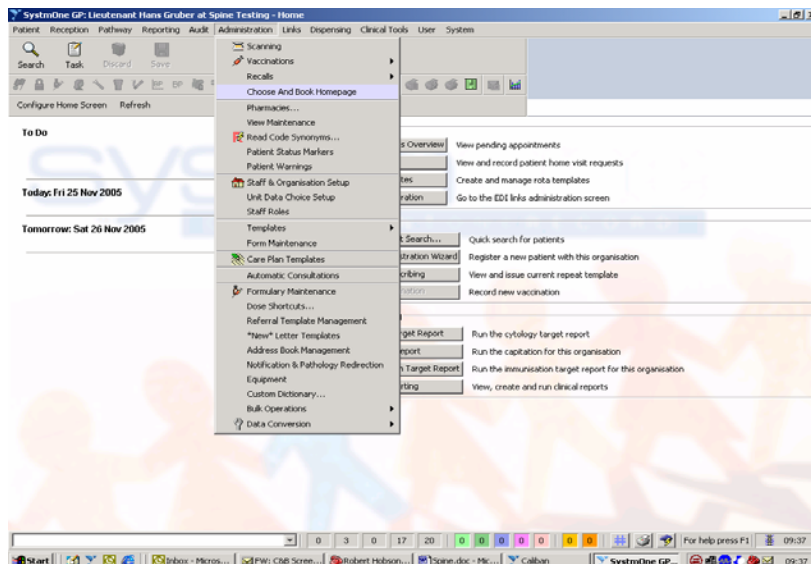 SystmOne GP: Lieutenant Hans Gruber at Spine Testing - Home
Patient Reception Pathway Reporting Audit Administration Links Dispensing Clinical Tools User System
Search Task Discard Save
Configure Home Screen Refresh
Scanning
Vaccinations
Recalls
Choose And Book Homepage
Pharmacies...
View Maintenance
Read Code Synonyms...
Patient Status Markers
Patient Warnings
Staff & Organisation Setup
Unit Data Choice Setup
Staff Roles
Templates
Form Maintenance
Care Plan Templates
Automatic Consultations
Formulary Maintenance
Dose Shortcuts...
Referral Template Management
*New* Letter Templates
Address Book Management
Notification & Pathology Redirection
Equipment
Custom Dictionary...
Bulk Operations
Data Conversion
To Do
Today: Fri 25 Nov 2005
Tomorrow: Sat 26 Nov 2005
s Overview View pending appointments
View and record patient home visit requests
tes Create and manage rota templates
ration Go to the EDI links administration screen
t Search... Quick search for patients
stration Wizard Register a new patient with this organisation
cribing View and issue current repeat template
nation Record new vaccination
rget Report Run the cytology target report
eport Run the capitation for this organisation
n Target Report Run the immunisation target report for this organisation
rting View, create and run clinical reports
0 3 0 17 20 0 0 0 0 0 0 0 For help press F1 09:37
Start Inbox - Micros... FW: C&B Scree... Robert Hobson,... Spine.doc - Mic... Caliban SystmOne GP... 09:37